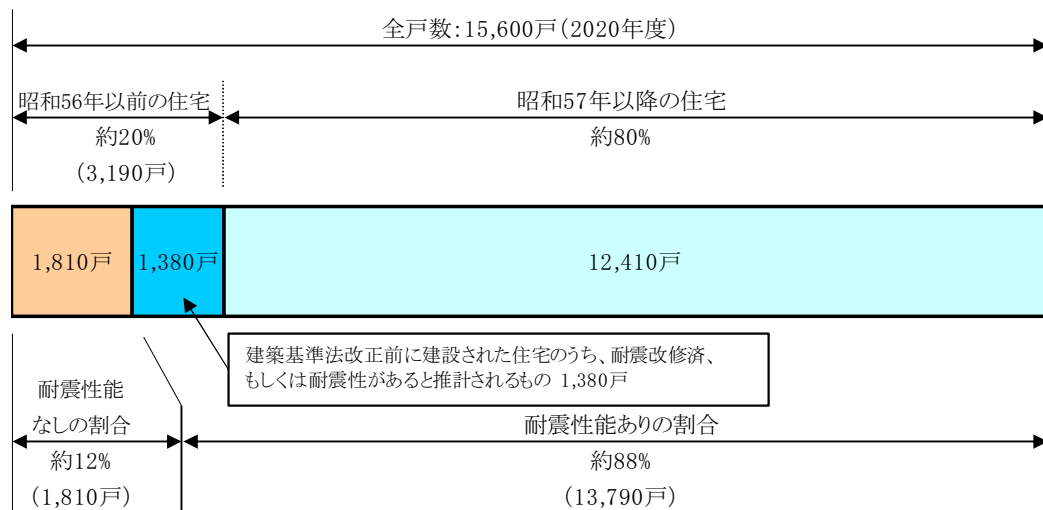 全戸数：15,600戸（2020年度）
昭和56年以前の住宅
約20%
（3,190戸）
昭和57年以降の住宅
約80%
1,810戸
1,380戸
12,410戸
建築基準法改正前に建設された住宅のうち、耐震改修済、
もしくは耐震性があると推計されるもの 1,380戸
耐震性能
なしの割合
約12%
（1,810戸）
耐震性能ありの割合
約88%
（13,790戸）